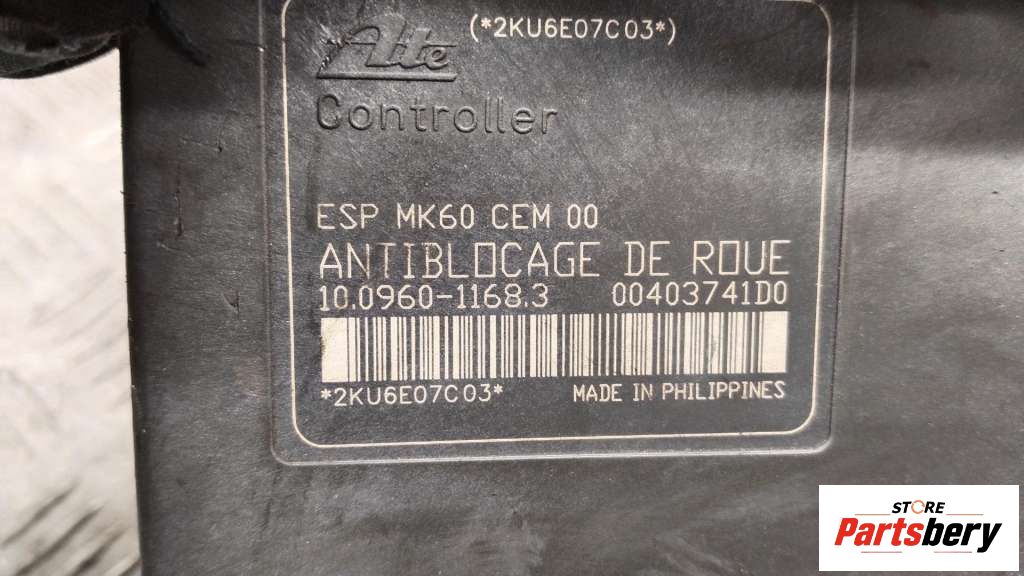 (*2KU6E07C03*)
Ate
Controller
ESP MK60 CEM 00
ANTIBLOCAGE DE ROUE
10.0960-1168.3 00403741D0
*2KU6E07C03* MADE IN PHILIPPINES
STORE
Partsbery